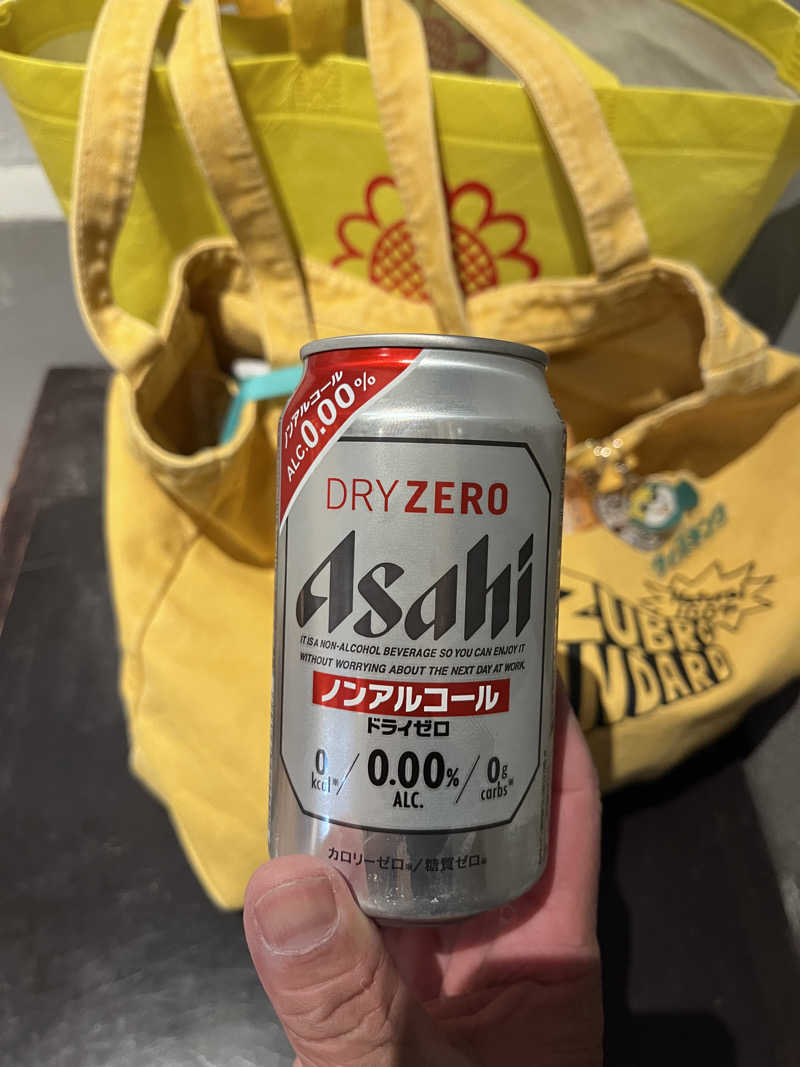 ノンアルコール
ALC.0.00%
DRY ZERO
Asahi
IT IS A NON-ALCOHOL BEVERAGE SO YOU CAN ENJOY IT
WITHOUT WORRYING ABOUT THE NEXT DAY AT WORK.
ノンアルコール
ドライゼロ
0 kcal※ / 0.00% ALC. / 0g carbs※
カロリーゼロ※/糖質ゼロ※
ZUBRO
NDARD